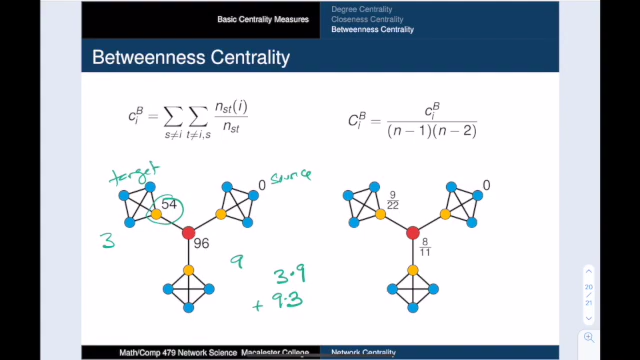 Basic Centrality Measures
Degree Centrality
Closeness Centrality
Betweenness Centrality
Betweenness Centrality
c_i^B = ∑_{s≠i} ∑_{t≠i,s} n_st(i) / n_st
C_i^B = c_i^B / (n − 1)(n − 2)
target
0 source
54
3
96
9
3·9
+ 9·3
0
9/22
8/11
20
/
21
Math/Comp 479 Network Science Macalester College
Network Centrality